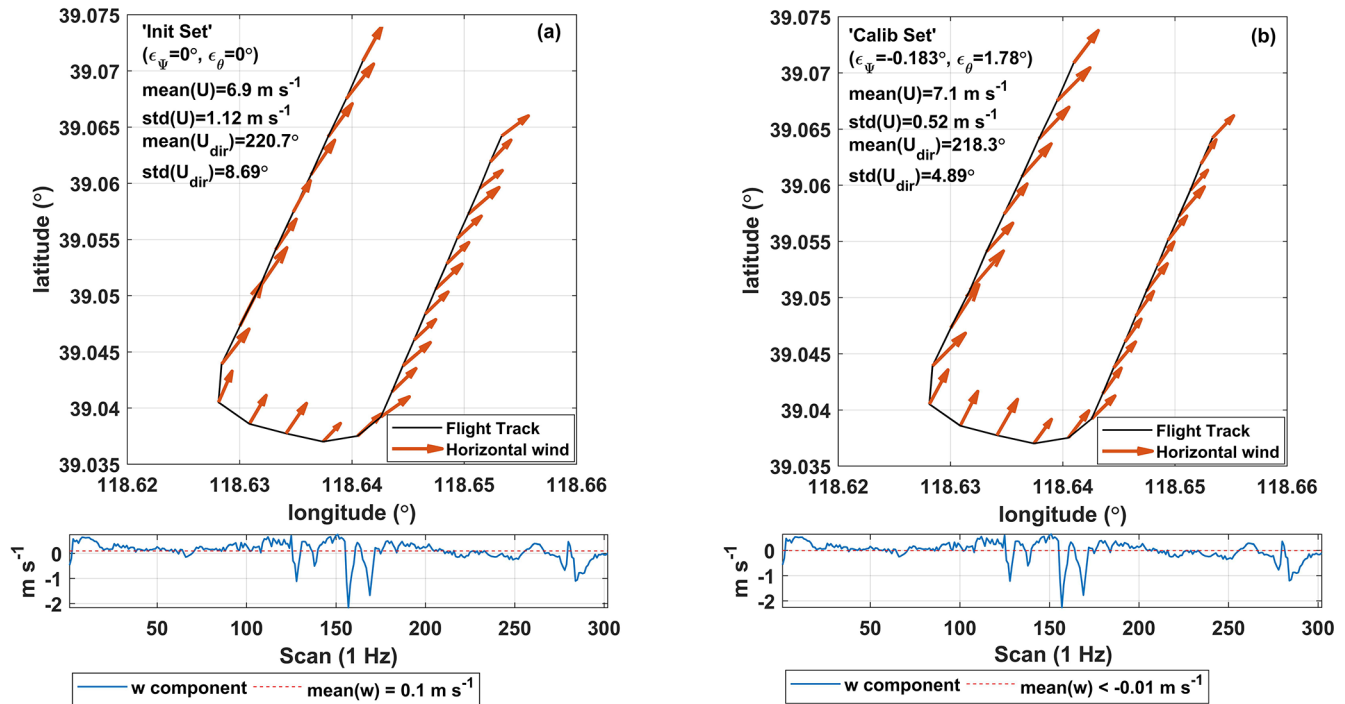 (a)
'Init Set'
(ϵΨ=0°, ϵθ=0°)
mean(U)=6.9 m s⁻¹
std(U)=1.12 m s⁻¹
mean(Udir)=220.7°
std(Udir)=8.69°
39.075
39.07
39.065
39.06
39.055
39.05
39.045
39.04
39.035
latitude (°)
118.62 118.63 118.64 118.65 118.66
longitude (°)
Flight Track
Horizontal wind
0
-1
-2
m s⁻¹
50 100 150 200 250 300
Scan (1 Hz)
w component mean(w) = 0.1 m s⁻¹
(b)
'Calib Set'
(ϵΨ=-0.183°, ϵθ=1.78°)
mean(U)=7.1 m s⁻¹
std(U)=0.52 m s⁻¹
mean(Udir)=218.3°
std(Udir)=4.89°
39.075
39.07
39.065
39.06
39.055
39.05
39.045
39.04
39.035
latitude (°)
118.62 118.63 118.64 118.65 118.66
longitude (°)
Flight Track
Horizontal wind
0
-1
-2
m s⁻¹
50 100 150 200 250 300
Scan (1 Hz)
w component mean(w) < -0.01 m s⁻¹